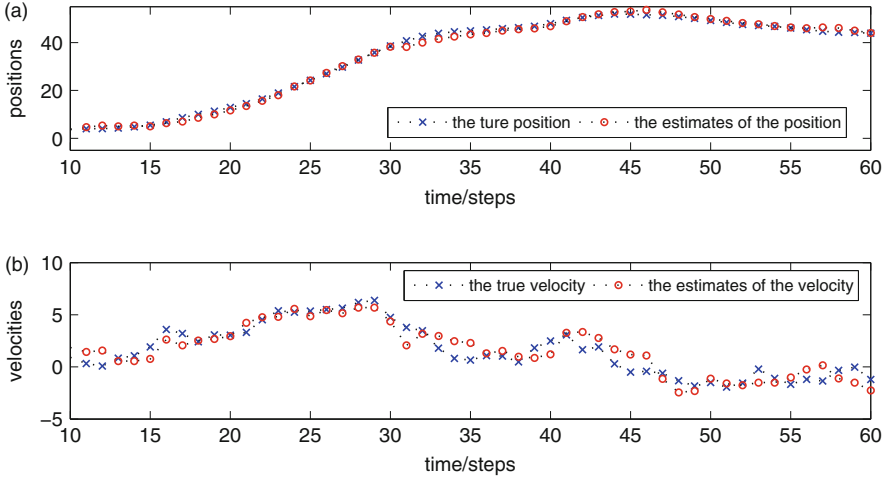 (a)
positions
40
20
0
the ture position
the estimates of the position
10 15 20 25 30 35 40 45 50 55 60
time/steps
(b)
velocities
10
5
0
−5
the true velocity
the estimates of the velocity
10 15 20 25 30 35 40 45 50 55 60
time/steps